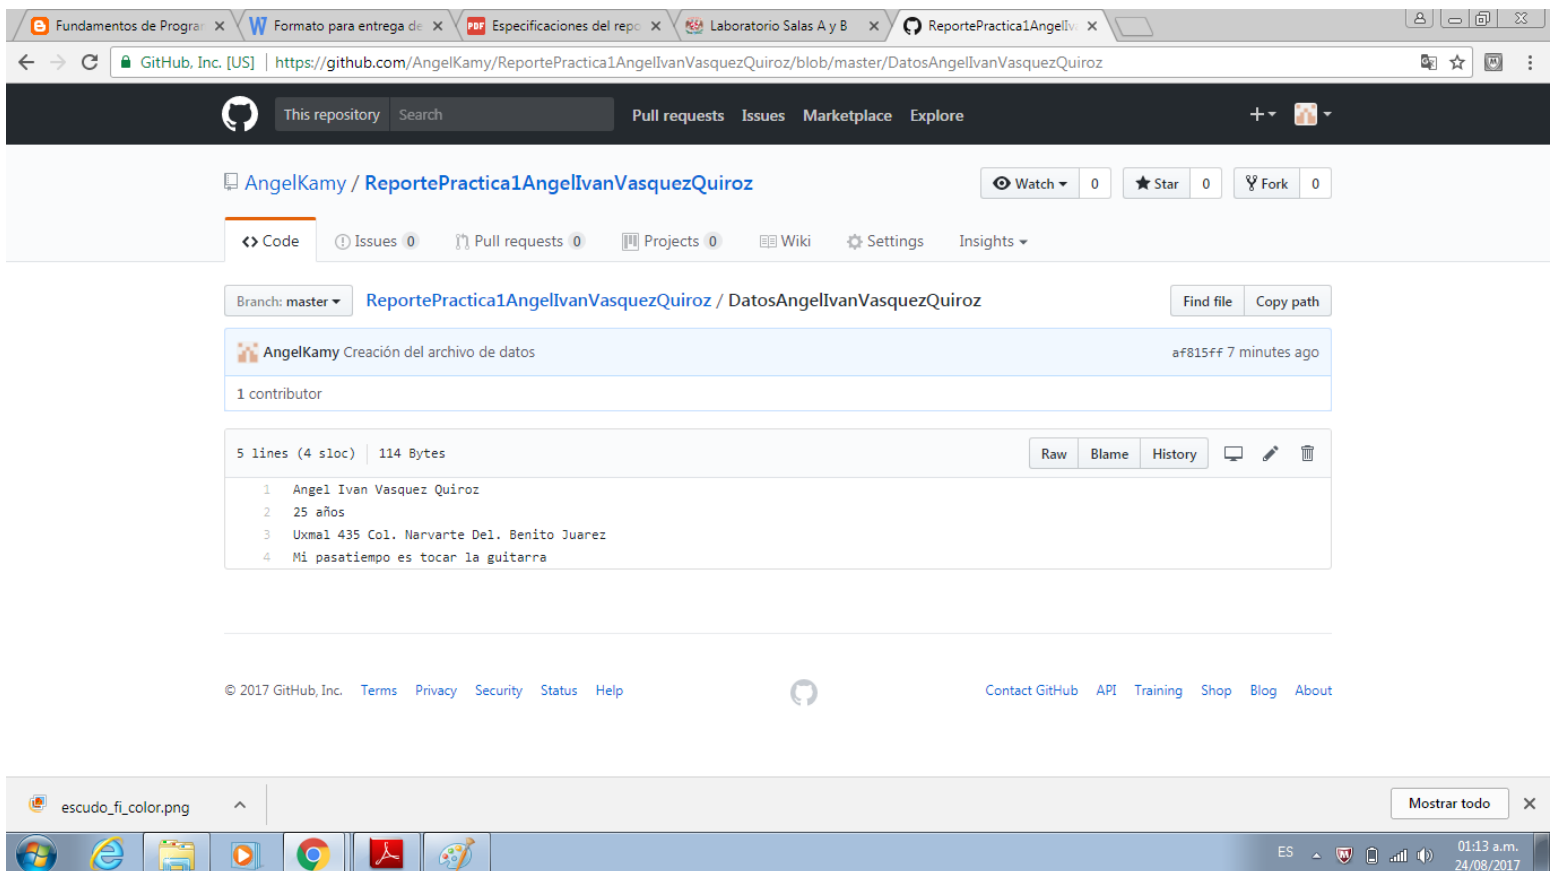 Fundamentos de Progra
Formato para entrega de
Especificaciones del repo
Laboratorio Salas A y B
ReportePractica1AngelIv
GitHub, Inc. [US] | https://github.com/AngelKamy/ReportePractica1AngelIvanVasquezQuiroz/blob/master/DatosAngelIvanVasquezQuiroz
This repository Search Pull requests Issues Marketplace Explore
AngelKamy / ReportePractica1AngelIvanVasquezQuiroz Watch 0 Star 0 Fork 0
Code Issues 0 Pull requests 0 Projects 0 Wiki Settings Insights
Branch: master ReportePractica1AngelIvanVasquezQuiroz / DatosAngelIvanVasquezQuiroz Find file Copy path
AngelKamy Creación del archivo de datos af815ff 7 minutes ago
1 contributor
5 lines (4 sloc) 114 Bytes Raw Blame History
1 Angel Ivan Vasquez Quiroz
2 25 años
3 Uxmal 435 Col. Narvarte Del. Benito Juarez
4 Mi pasatiempo es tocar la guitarra
© 2017 GitHub, Inc. Terms Privacy Security Status Help Contact GitHub API Training Shop Blog About
escudo_fi_color.png Mostrar todo
ES 01:13 a.m.
24/08/2017